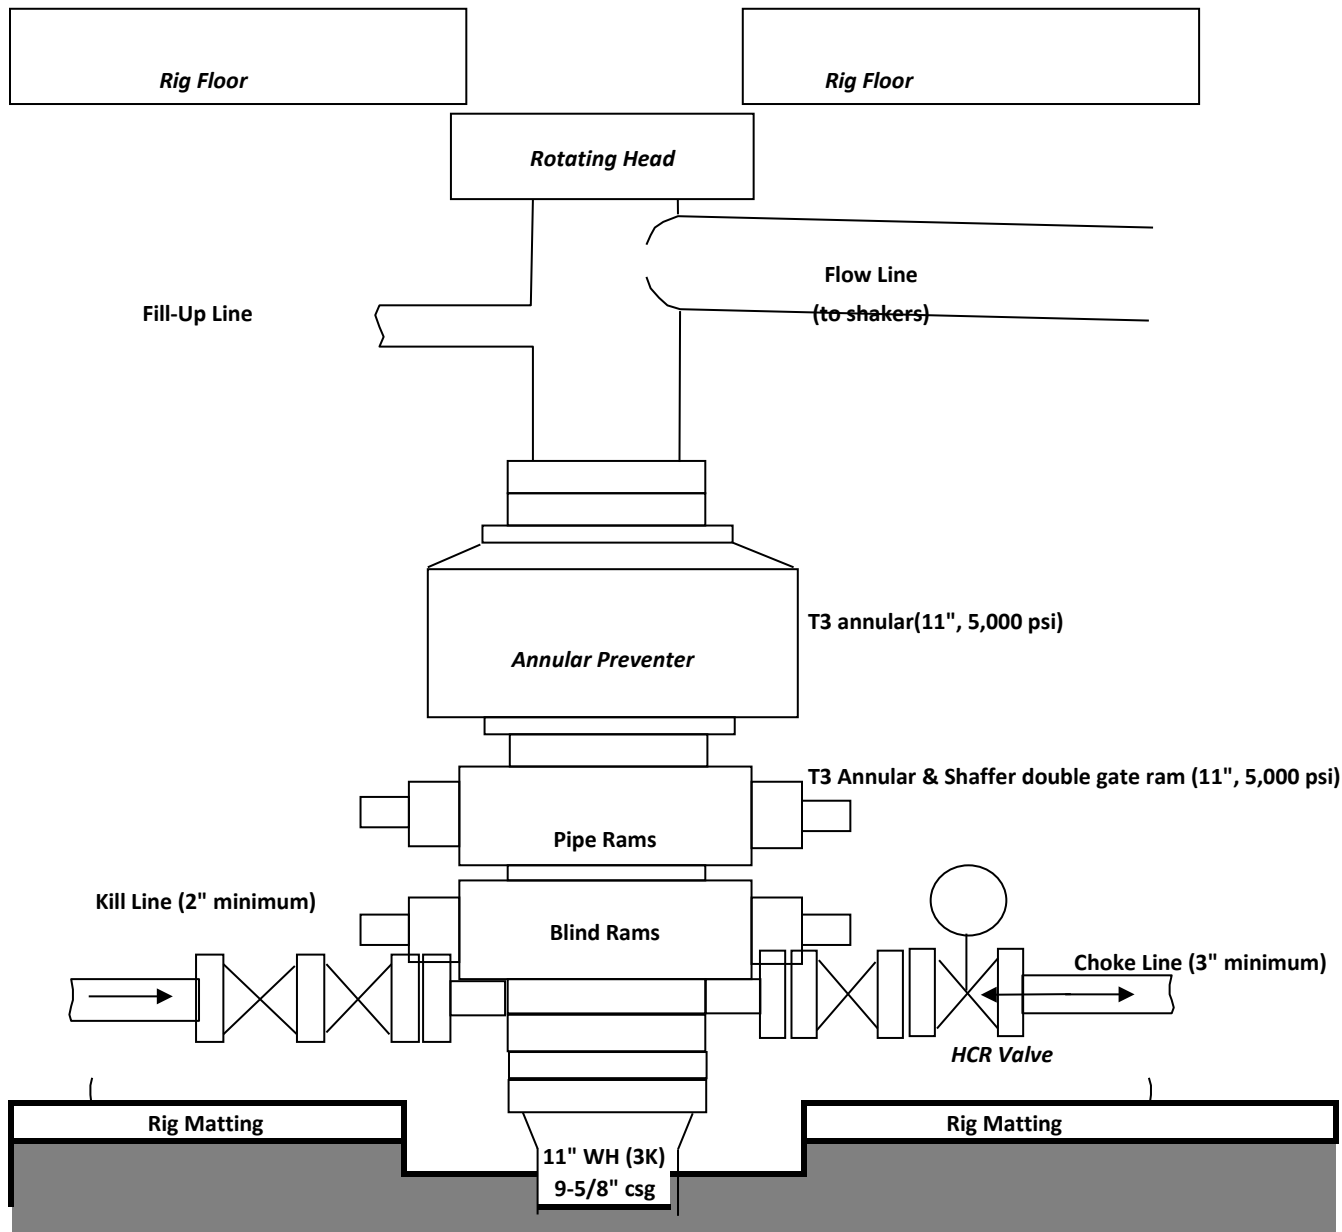 Rig Floor
Rig Floor
Rotating Head
Flow Line
(to shakers)
Fill-Up Line
T3 annular(11", 5,000 psi)
Annular Preventer
T3 Annular & Shaffer double gate ram (11", 5,000 psi)
Pipe Rams
Kill Line (2" minimum)
Blind Rams
Choke Line (3" minimum)
HCR Valve
Rig Matting
Rig Matting
11" WH (3K)
9-5/8" csg